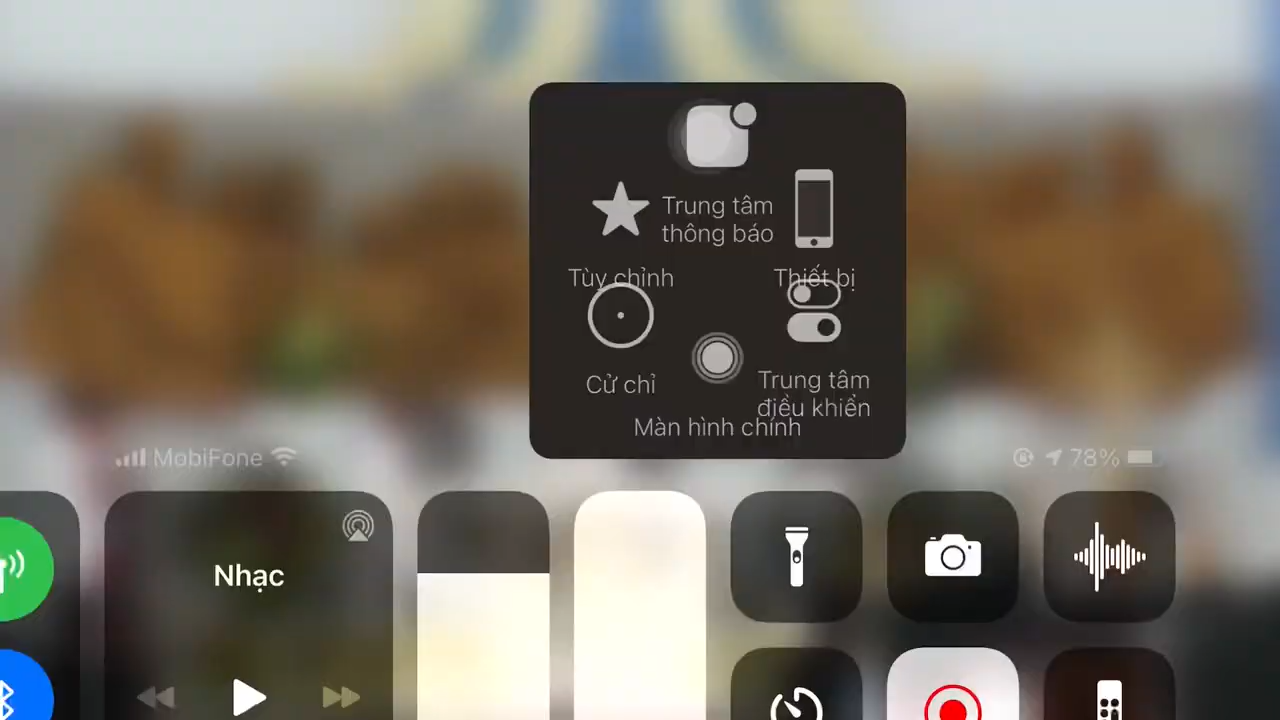 Trung tâm
thông báo
Tùy chỉnh
Thiết bị
Cử chỉ
Trung tâm
điều khiển
Màn hình chính
MobiFone
78%
Nhạc